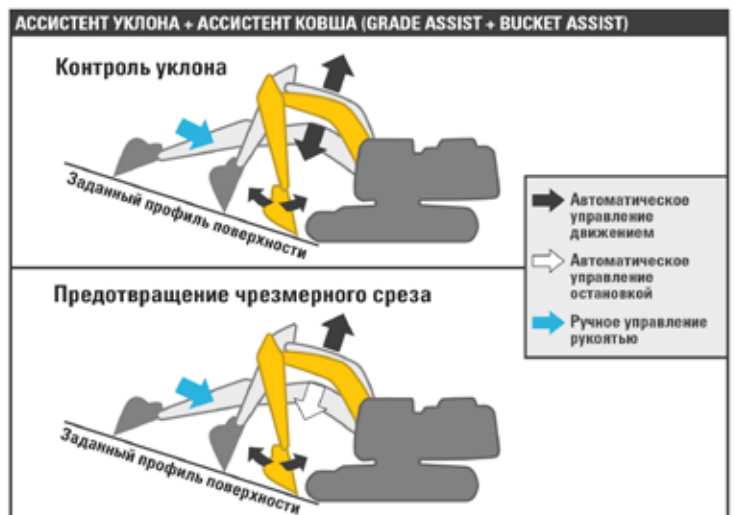 АССИСТЕНТ УКЛОНА + АССИСТЕНТ КОВША (GRADE ASSIST + BUCKET ASSIST)
Контроль уклона
Заданный профиль поверхности
Автоматическое
управление
движением
Автоматическое
управление
остановкой
Ручное управление
рукоятью
Предотвращение чрезмерного среза
Заданный профиль поверхности